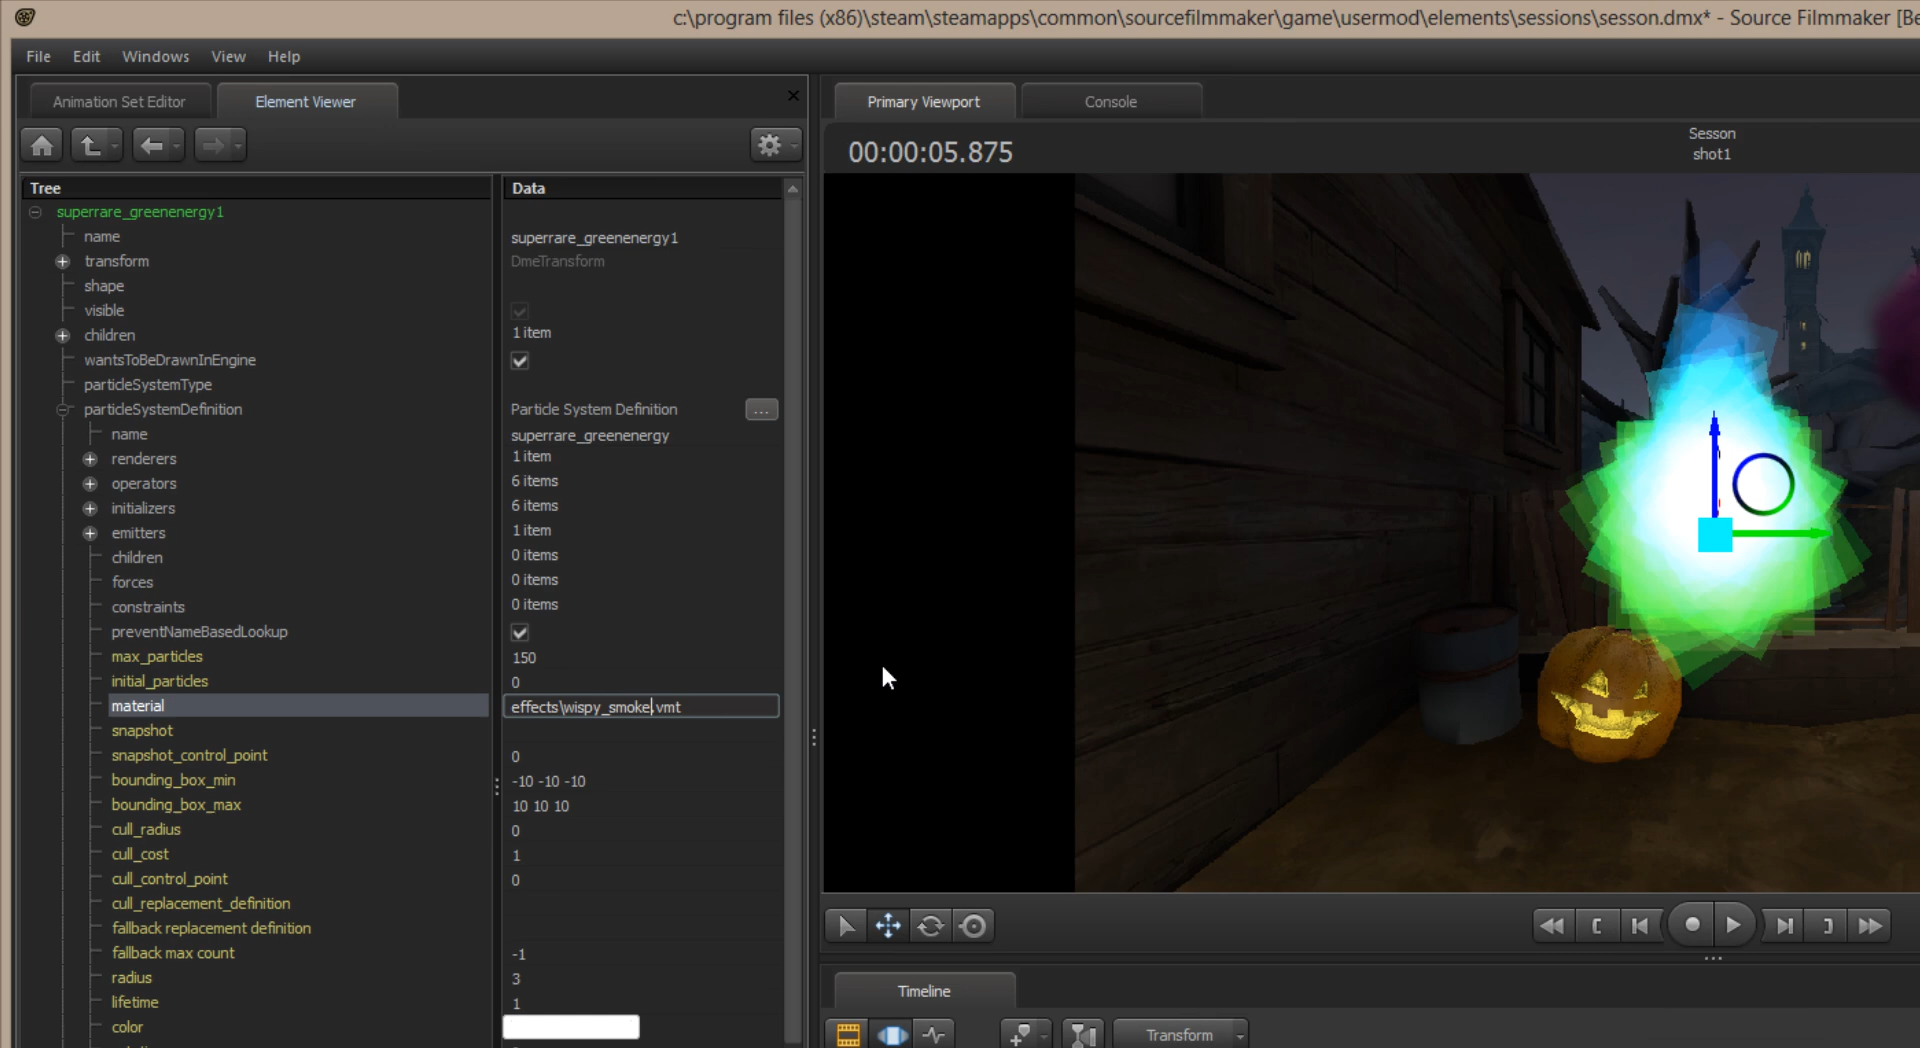 c:\program files (x86)\steam\steamapps\common\sourcefilmmaker\game\usermod\elements\sessions\sesson.dmx* - Source Filmmaker [Be
File Edit Windows View Help
Animation Set Editor Element Viewer
Primary Viewport Console
00:00:05.875
Sesson
shot1
Tree Data
superrare_greenenergy1
name superrare_greenenergy1
transform DmeTransform
shape
visible
children 1 item
wantsToBeDrawnInEngine
particleSystemType
particleSystemDefinition Particle System Definition ...
name superrare_greenenergy
renderers 1 item
operators 6 items
initializers 6 items
emitters 1 item
children 0 items
forces 0 items
constraints 0 items
preventNameBasedLookup
max_particles 150
initial_particles 0
material effects\wispy_smoke.vmt
snapshot
snapshot_control_point 0
bounding_box_min -10 -10 -10
bounding_box_max 10 10 10
cull_radius 0
cull_cost 1
cull_control_point 0
cull_replacement_definition
fallback replacement definition
fallback max count -1
radius 3
lifetime 1
color
Timeline
Transform